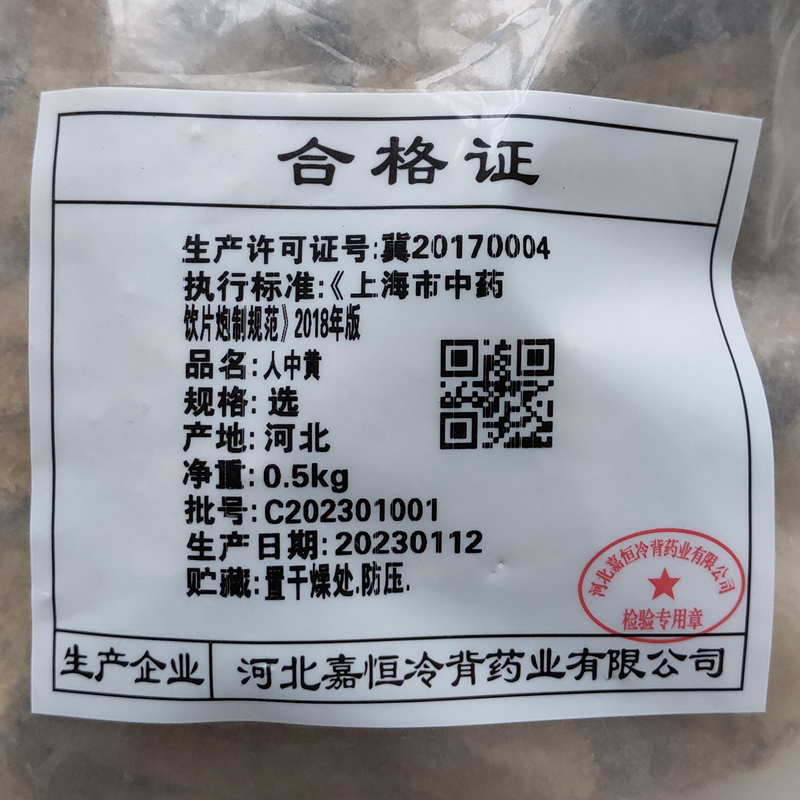 合格证
生产许可证号:冀20170004
执行标准:《上海市中药
饮片炮制规范》2018年版
品名:人中黄
规格: 选
产地: 河北
净重: 0.5kg
批号: C202301001
生产日期: 20230112
贮藏: 置干燥处.防压.
河北嘉恒冷背药业有限公司
检验专用章
生产企业 河北嘉恒冷背药业有限公司